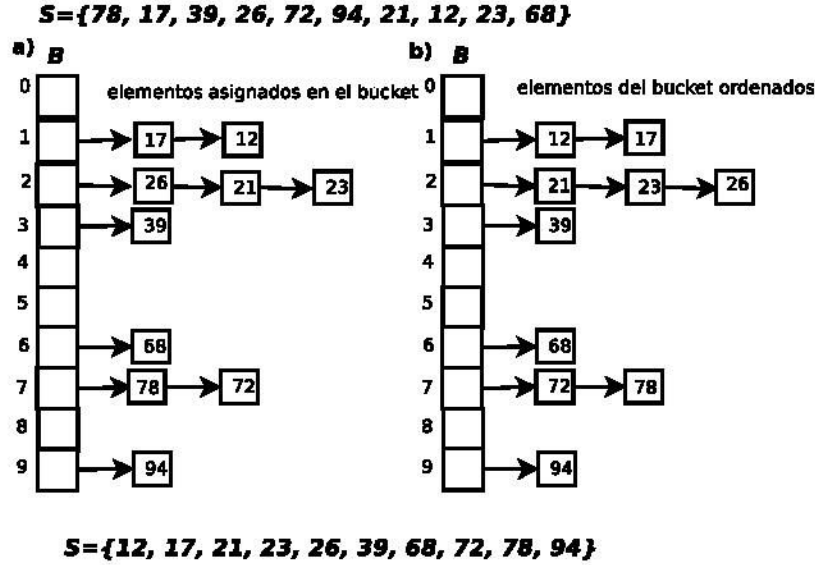 S={78, 17, 39, 26, 72, 94, 21, 12, 23, 68}
a) B
elementos asignados en el bucket
0
1 17 12
2 26 21 23
3 39
4
5
6 68
7 78 72
8
9 94
b) B
elementos del bucket ordenados
0
1 12 17
2 21 23 26
3 39
4
5
6 68
7 72 78
8
9 94
S={12, 17, 21, 23, 26, 39, 68, 72, 78, 94}